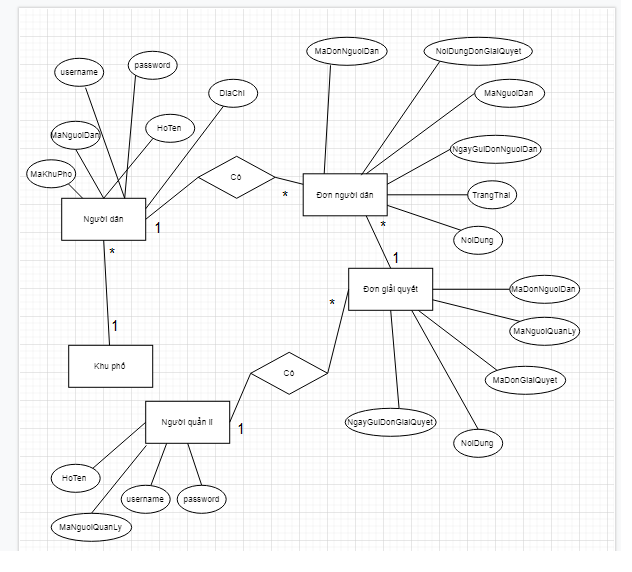 MaDonNguoiDan
NoiDungDonGiaiQuyet
username
password
DiaChi
MaNguoiDan
MaNguoiDan
HoTen
NgayGuiDonNguoiDan
MaKhuPho
Có
Đơn người dân
TrangThai
*
Người dân
1
*
NoiDung
*
1
Đơn giải quyết
MaDonNguoiDan
*
1
MaNguoiQuanLy
Khu phố
Có
MaDonGiaiQuyet
Người quản lí
1
NgayGuiDonGiaiQuyet
NoiDung
HoTen
username
password
MaNguoiQuanLy